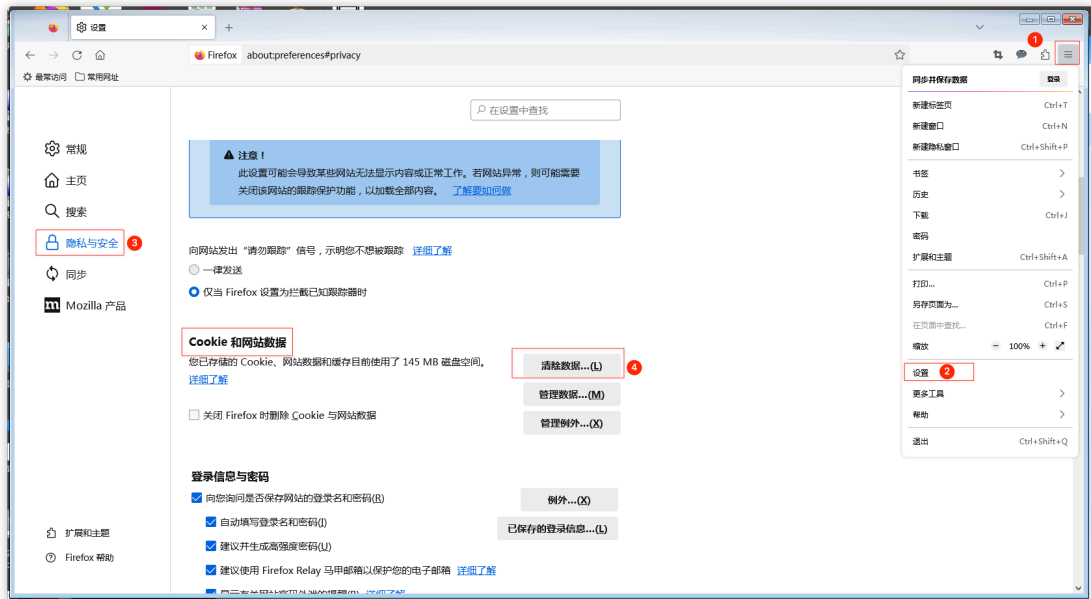 设置
Firefox about:preferences#privacy
最常访问 常用网址
1
在设置中查找
常规
主页
搜索
隐私与安全 3
同步
Mozilla 产品
扩展和主题
Firefox 帮助
注意！
此设置可能会导致某些网站无法显示内容或正常工作。若网站异常，则可能需要
关闭该网站的跟踪保护功能，以加载全部内容。 了解要如何做
向网站发出“请勿跟踪”信号，示明您不想被跟踪 详细了解
一律发送
仅当 Firefox 设置为拦截已知跟踪器时
Cookie 和网站数据
您已存储的 Cookie、网站数据和缓存目前使用了 145 MB 磁盘空间。
详细了解
清除数据...(L) 4
管理数据...(M)
关闭 Firefox 时删除 Cookie 与网站数据
管理例外...(X)
登录信息与密码
向您询问是否保存网站的登录名和密码(R)
例外...(X)
自动填写登录名和密码(I)
已保存的登录信息...(L)
建议并生成高强度密码(U)
建议使用 Firefox Relay 马甲邮箱以保护您的电子邮箱 详细了解
显示有关网站密码外泄的提醒(B) 详细了解
同步并保存数据 登录
新建标签页 Ctrl+T
新建窗口 Ctrl+N
新建隐私窗口 Ctrl+Shift+P
书签
历史
下载 Ctrl+J
密码
扩展和主题 Ctrl+Shift+A
打印... Ctrl+P
另存页面为... Ctrl+S
在页面中查找... Ctrl+F
缩放 − 100% +
设置 2
更多工具
帮助
退出 Ctrl+Shift+Q